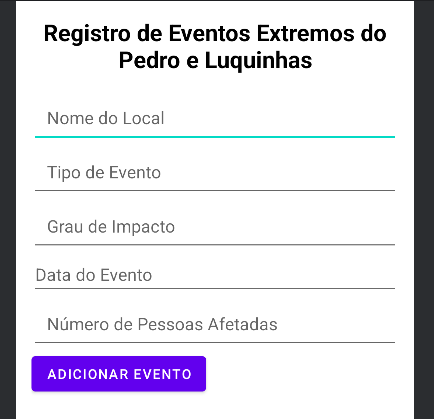 Registro de Eventos Extremos do
Pedro e Luquinhas
Nome do Local
Tipo de Evento
Grau de Impacto
Data do Evento
Número de Pessoas Afetadas
ADICIONAR EVENTO